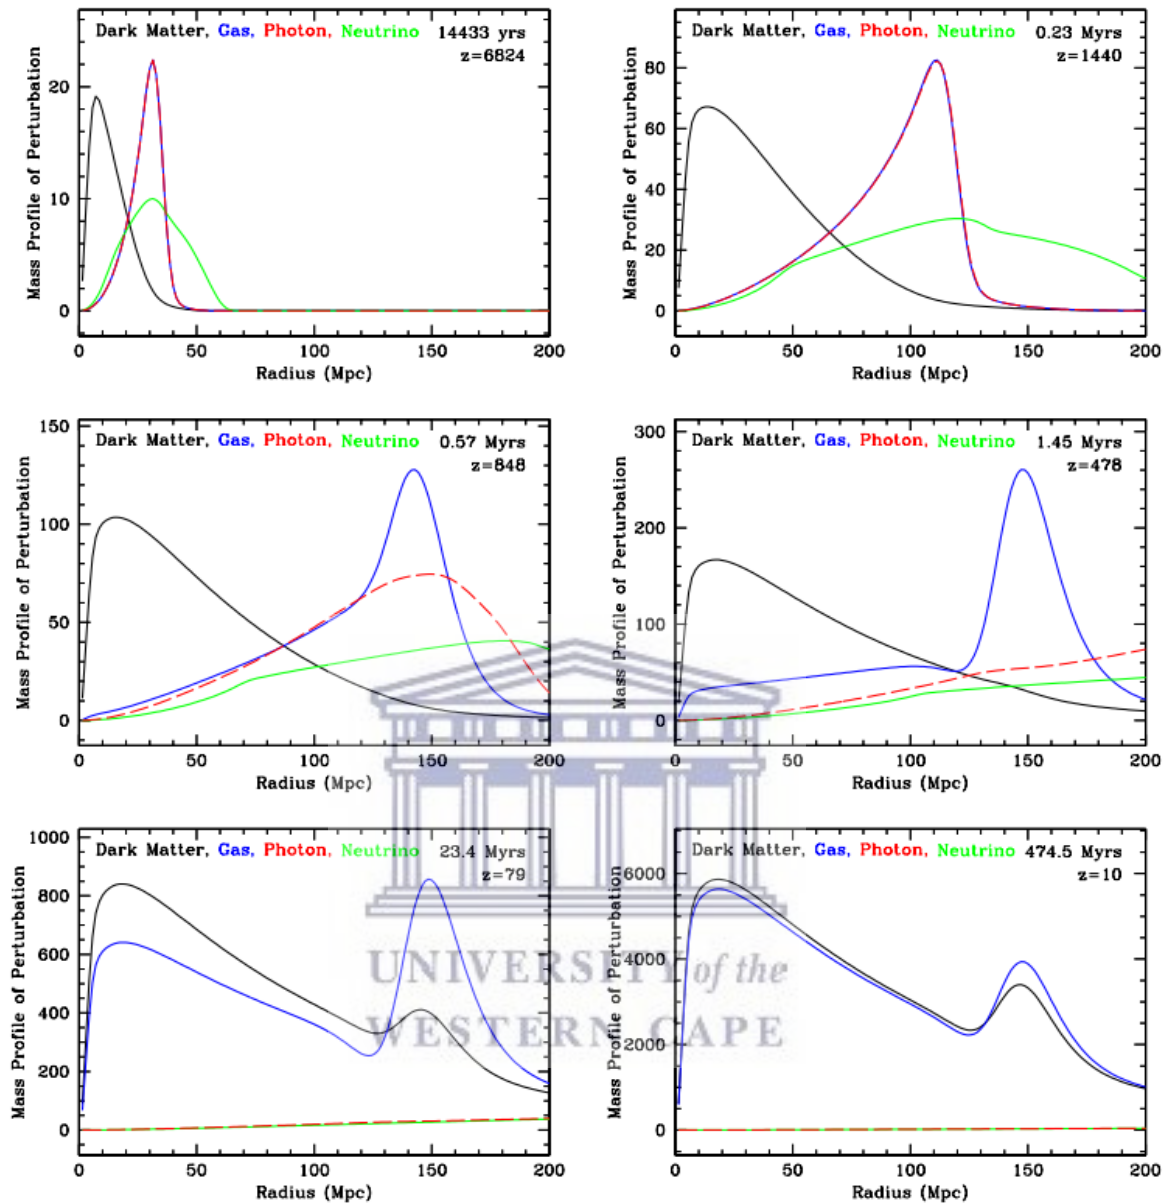 Dark Matter, Gas, Photon, Neutrino 14433 yrs
z=6824
20
10
0
Mass Profile of Perturbation
0 50 100 150 200
Radius (Mpc)
Dark Matter, Gas, Photon, Neutrino 0.23 Myrs
z=1440
80
60
40
20
0
Mass Profile of Perturbation
0 50 100 150 200
Radius (Mpc)
Dark Matter, Gas, Photon, Neutrino 0.57 Myrs
z=848
150
100
50
0
Mass Profile of Perturbation
0 50 100 150 200
Radius (Mpc)
Dark Matter, Gas, Photon, Neutrino 1.45 Myrs
z=478
300
200
100
0
Mass Profile of Perturbation
0 50 100 150 200
Radius (Mpc)
Dark Matter, Gas, Photon, Neutrino 23.4 Myrs
z=79
1000
800
600
400
200
0
Mass Profile of Perturbation
0 50 100 150 200
Radius (Mpc)
Dark Matter, Gas, Photon, Neutrino 474.5 Myrs
z=10
6000
4000
2000
0
Mass Profile of Perturbation
0 50 100 150 200
Radius (Mpc)
UNIVERSITY of the
WESTERN CAPE